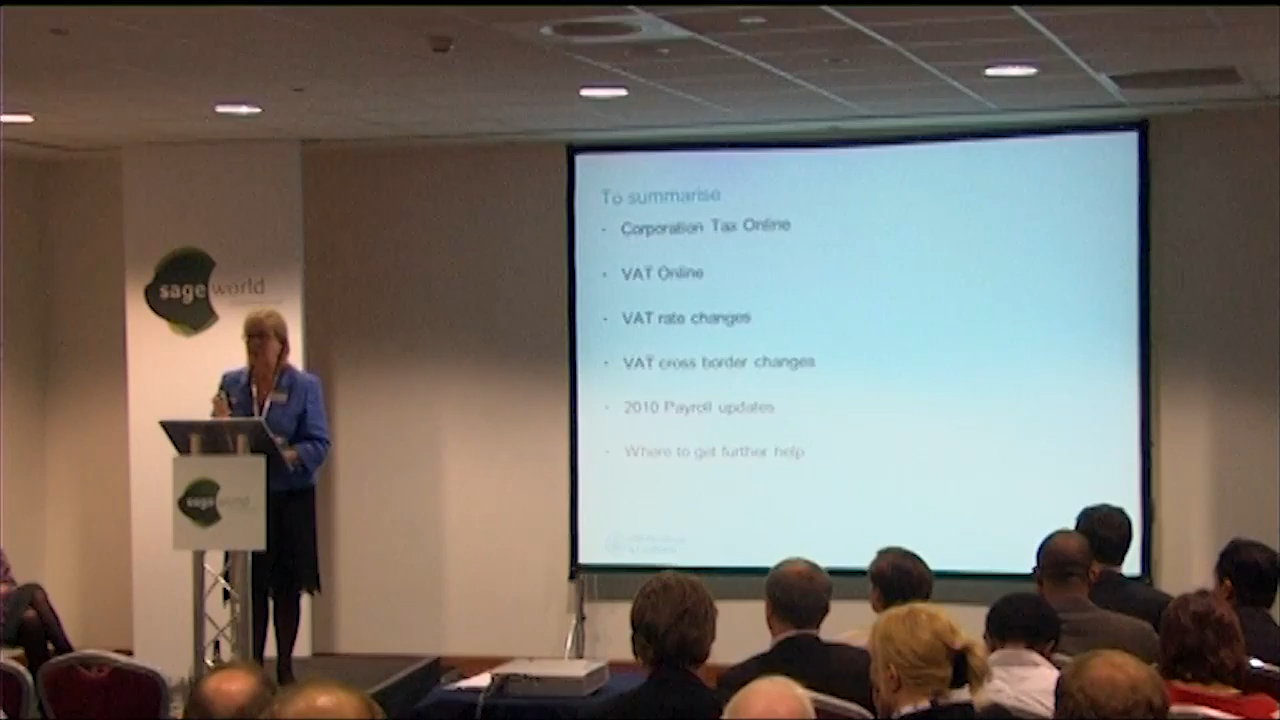 To summarise
· Corporation Tax Online
· VAT Online
· VAT rate changes
· VAT cross border changes
· 2010 Payroll updates
· Where to get further help
sage world
sage world